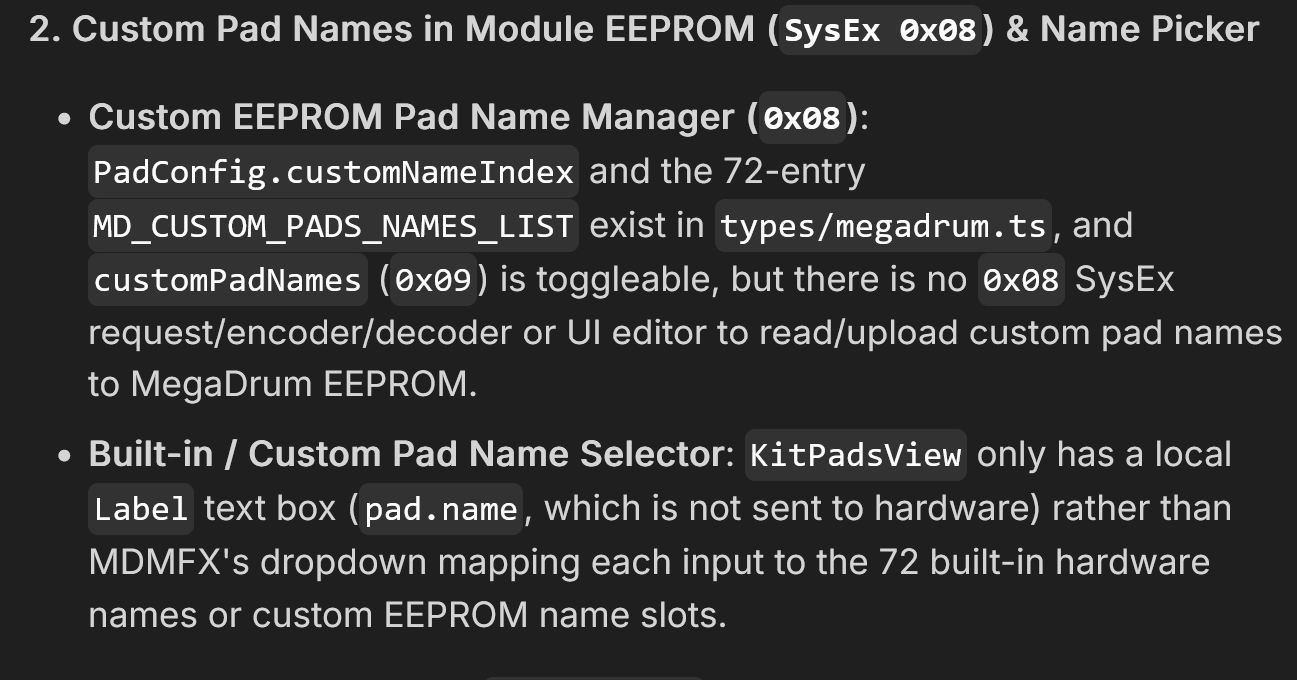 2. Custom Pad Names in Module EEPROM (SysEx 0x08) & Name Picker
• Custom EEPROM Pad Name Manager (0x08):
PadConfig.customNameIndex and the 72-entry
MD_CUSTOM_PADS_NAMES_LIST exist in types/megadrum.ts, and
customPadNames (0x09) is toggleable, but there is no 0x08 SysEx
request/encoder/decoder or UI editor to read/upload custom pad names
to MegaDrum EEPROM.
• Built-in / Custom Pad Name Selector: KitPadsView only has a local
Label text box (pad.name, which is not sent to hardware) rather than
MDMFX's dropdown mapping each input to the 72 built-in hardware
names or custom EEPROM name slots.